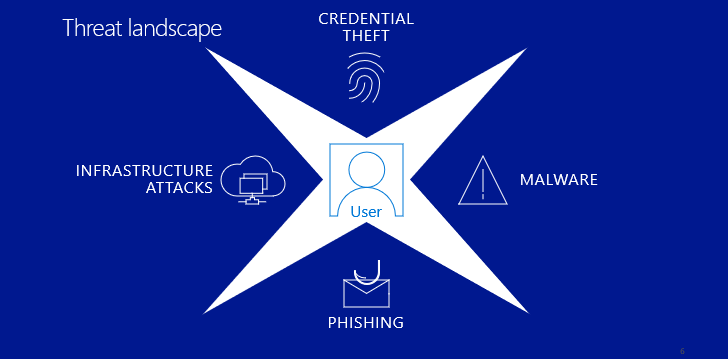 Threat landscape
CREDENTIAL
THEFT
INFRASTRUCTURE
ATTACKS
User
MALWARE
PHISHING
6